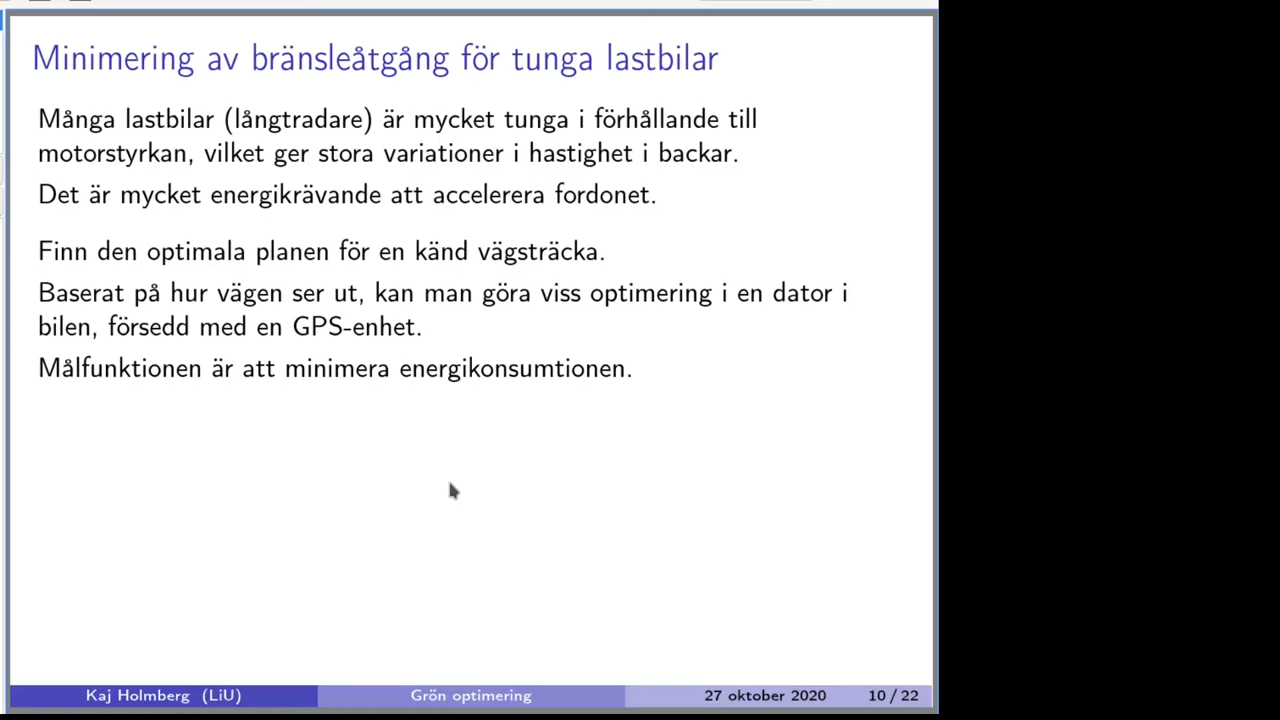 Minimering av bränsleåtgång för tunga lastbilar
Många lastbilar (långtradare) är mycket tunga i förhållande till
motorstyrkan, vilket ger stora variationer i hastighet i backar.
Det är mycket energikrävande att accelerera fordonet.
Finn den optimala planen för en känd vägsträcka.
Baserat på hur vägen ser ut, kan man göra viss optimering i en dator i
bilen, försedd med en GPS-enhet.
Målfunktionen är att minimera energikonsumtionen.
Kaj Holmberg (LiU) Grön optimering 27 oktober 2020 10 / 22